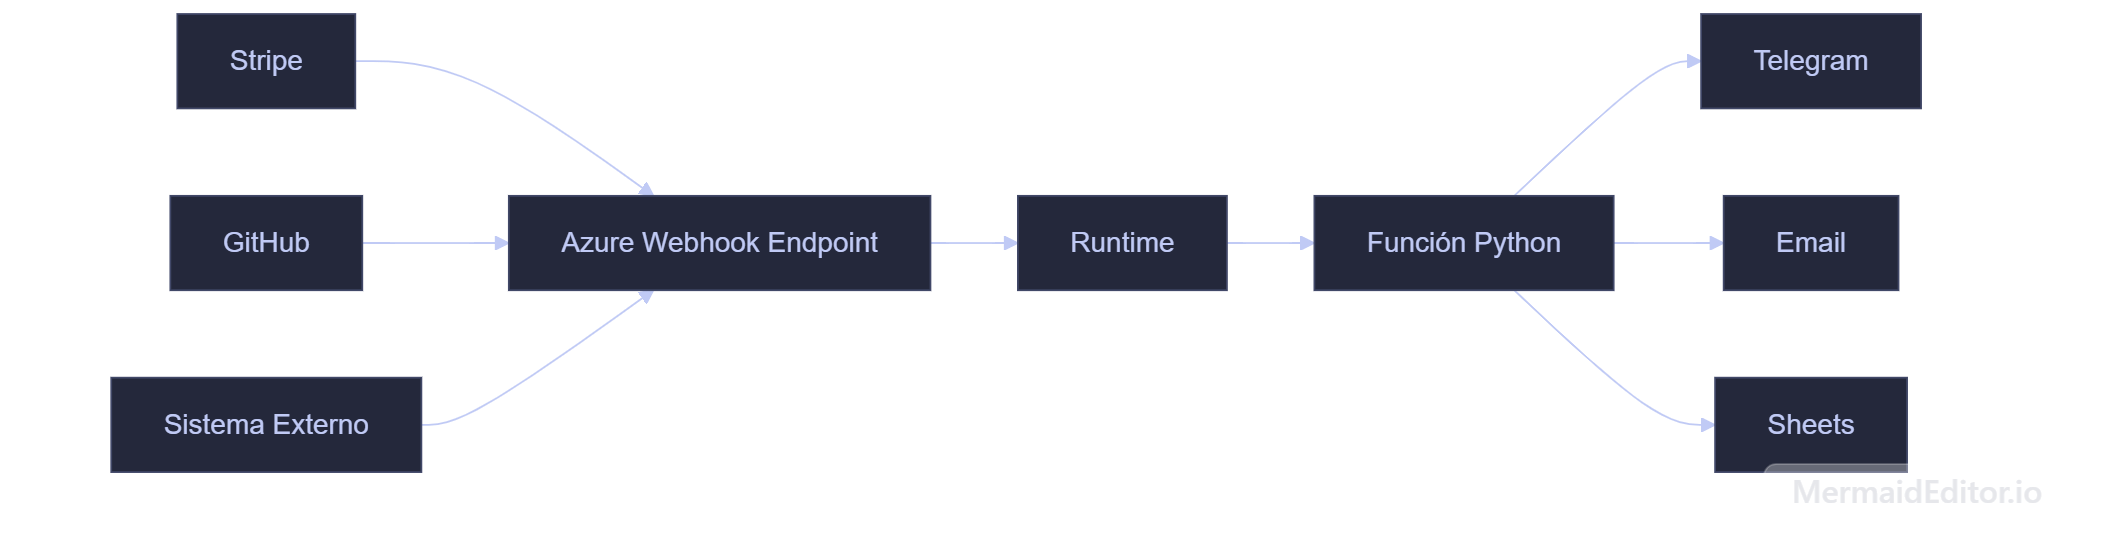 Stripe
Telegram
GitHub
Azure Webhook Endpoint
Runtime
Función Python
Email
Sistema Externo
Sheets
MermaidEditor.io